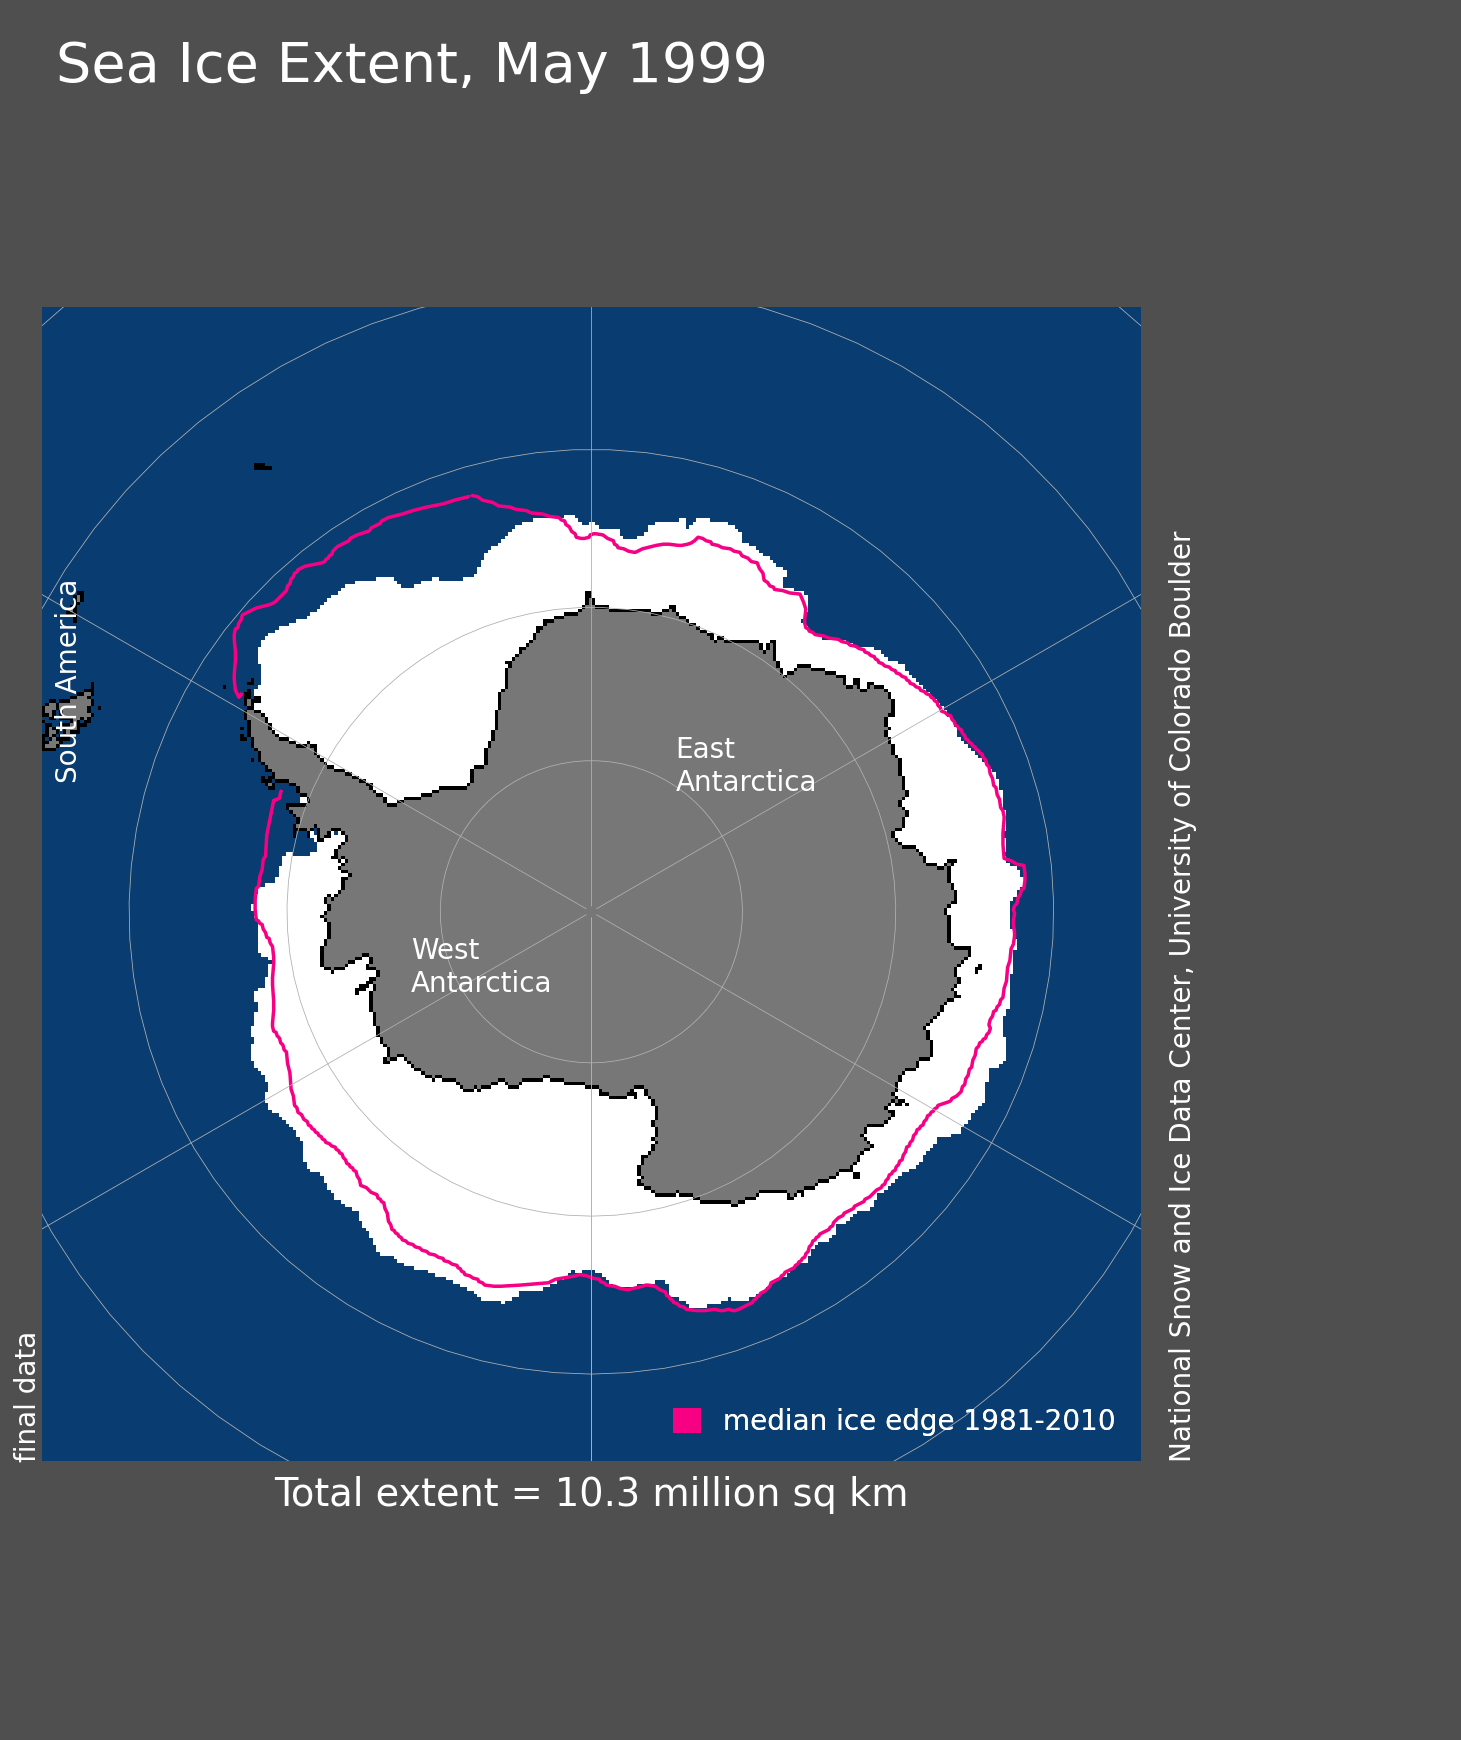 Sea Ice Extent, May 1999
South America
East
Antarctica
West
Antarctica
final data
median ice edge 1981-2010
National Snow and Ice Data Center, University of Colorado Boulder
Total extent = 10.3 million sq km